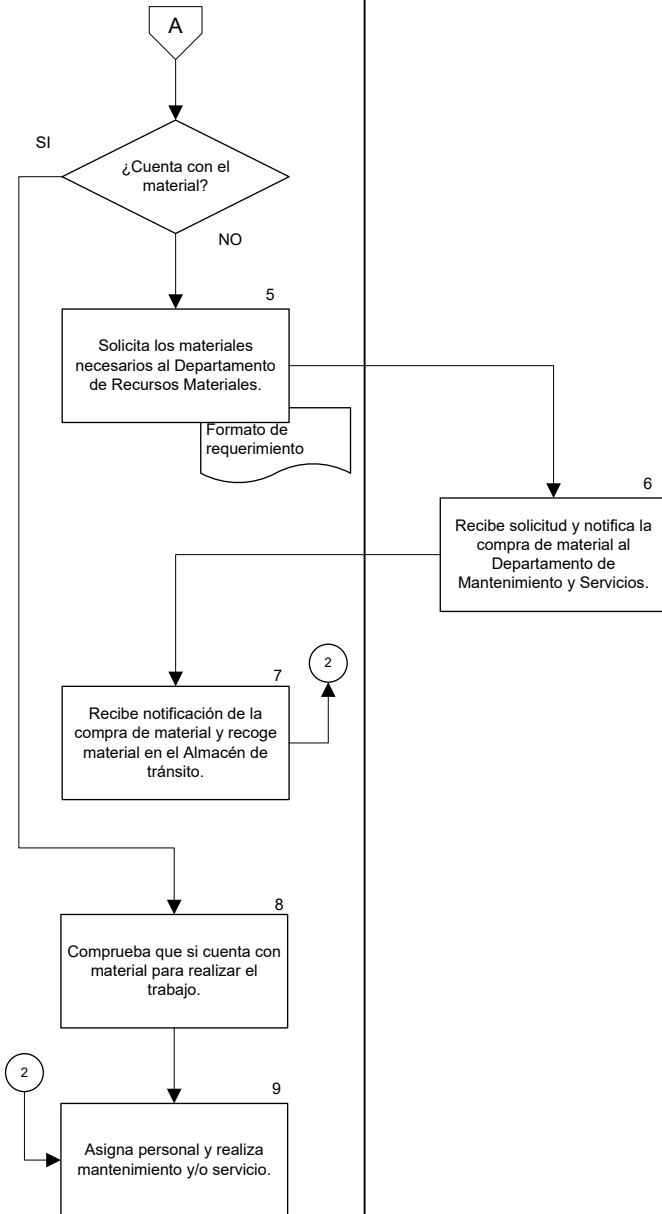 A
SI
¿Cuenta con el
material?
NO
5
Solicita los materiales
necesarios al Departamento
de Recursos Materiales.
Formato de
requerimiento
6
Recibe solicitud y notifica la
compra de material al
Departamento de
Mantenimiento y Servicios.
2
7
Recibe notificación de la
compra de material y recoge
material en el Almacén de
tránsito.
8
Comprueba que si cuenta con
material para realizar el
trabajo.
2
9
Asigna personal y realiza
mantenimiento y/o servicio.